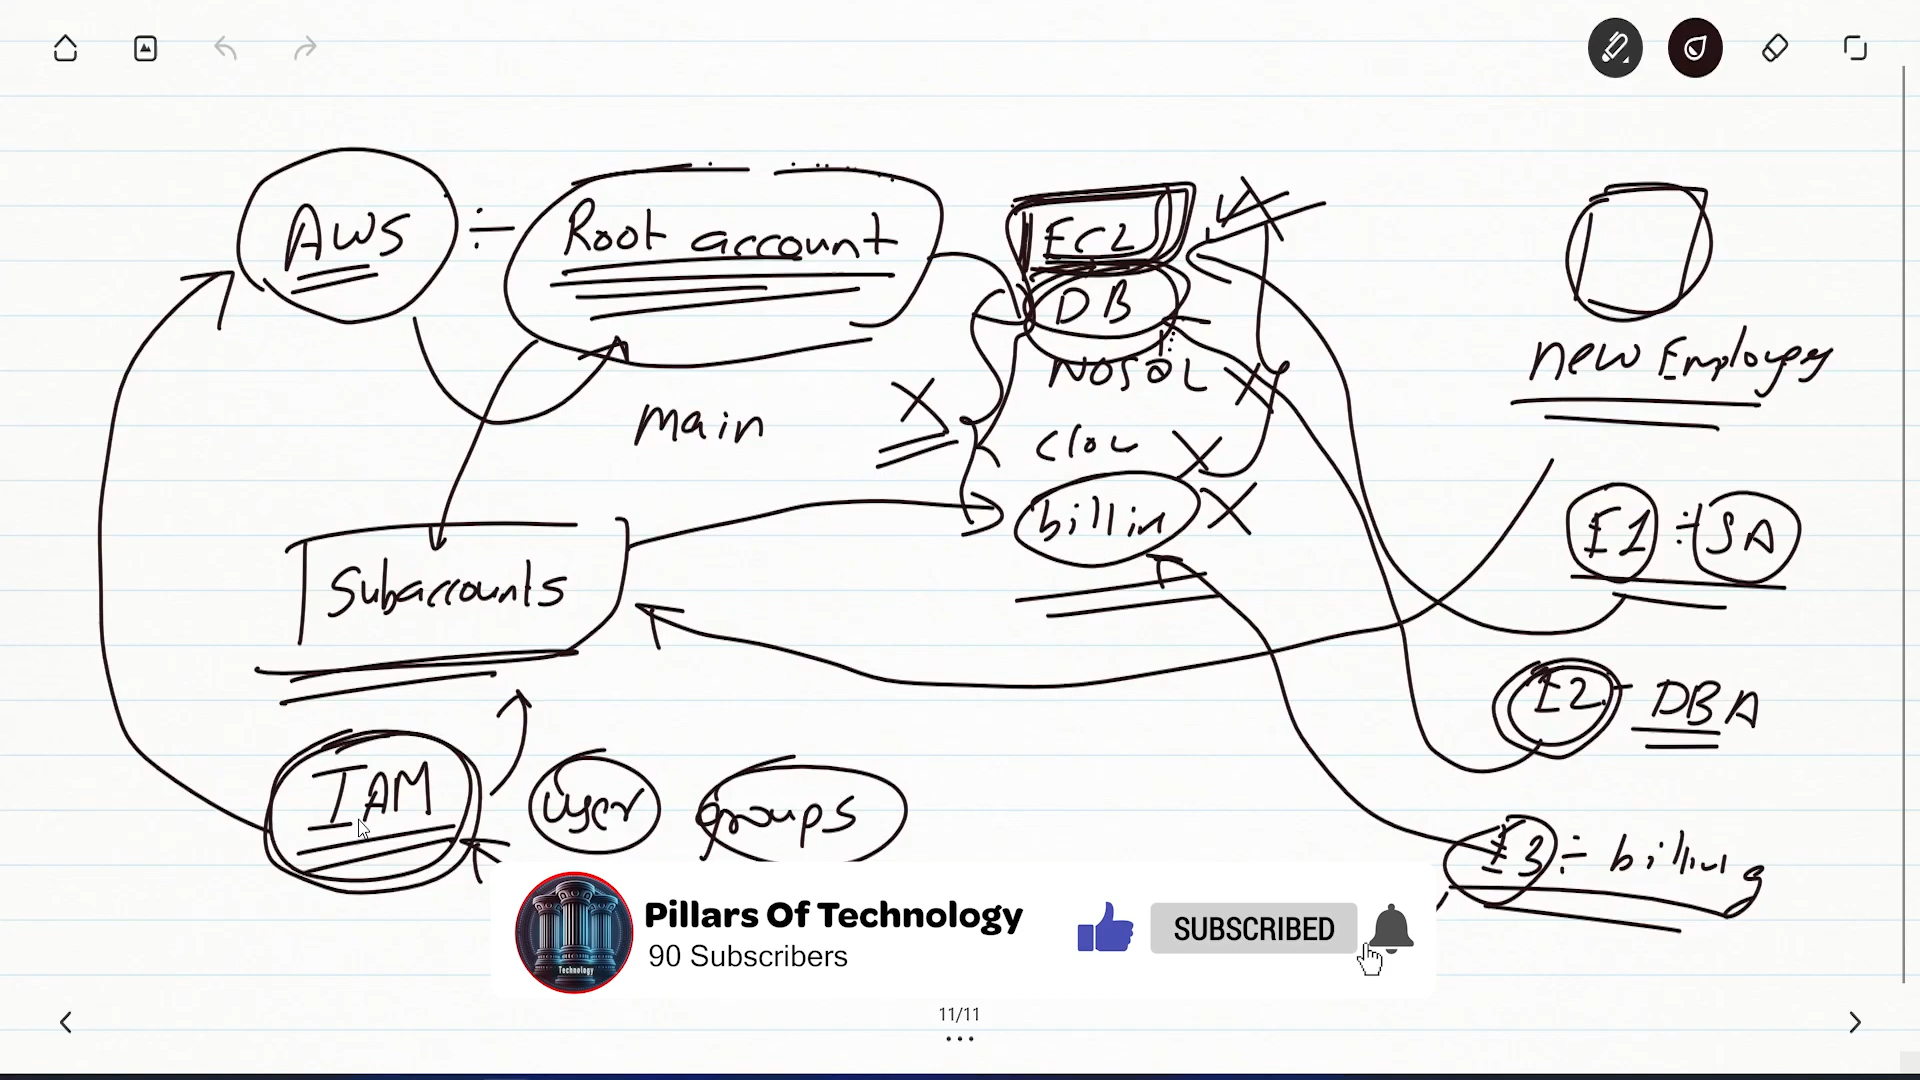 AWS ÷ Root account
EC2
DB
NOSQL
new Employee
main
clou
billin
E1 ÷ SA
Subaccounts
E2 - DBA
IAM
user
groups
E3 ÷ billing
Pillars Of Technology
90 Subscribers
Technology
SUBSCRIBED
11/11